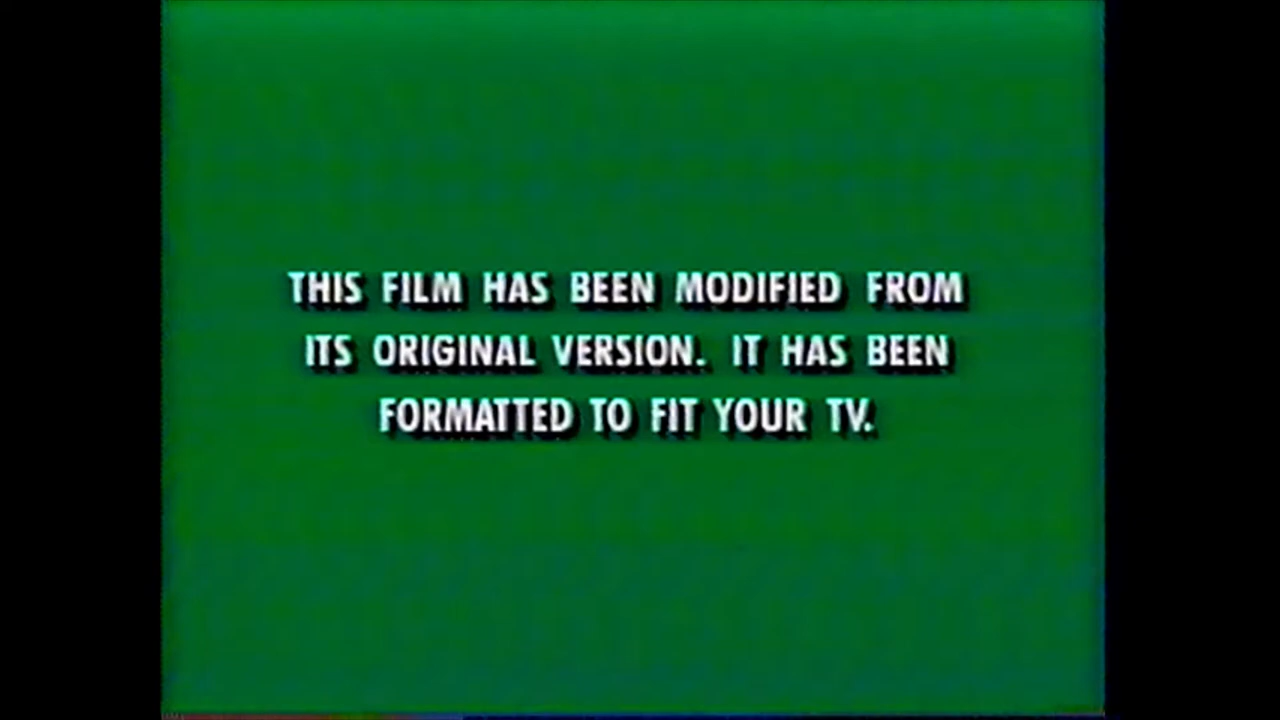 THIS FILM HAS BEEN MODIFIED FROM
ITS ORIGINAL VERSION. IT HAS BEEN
FORMATTED TO FIT YOUR TV.